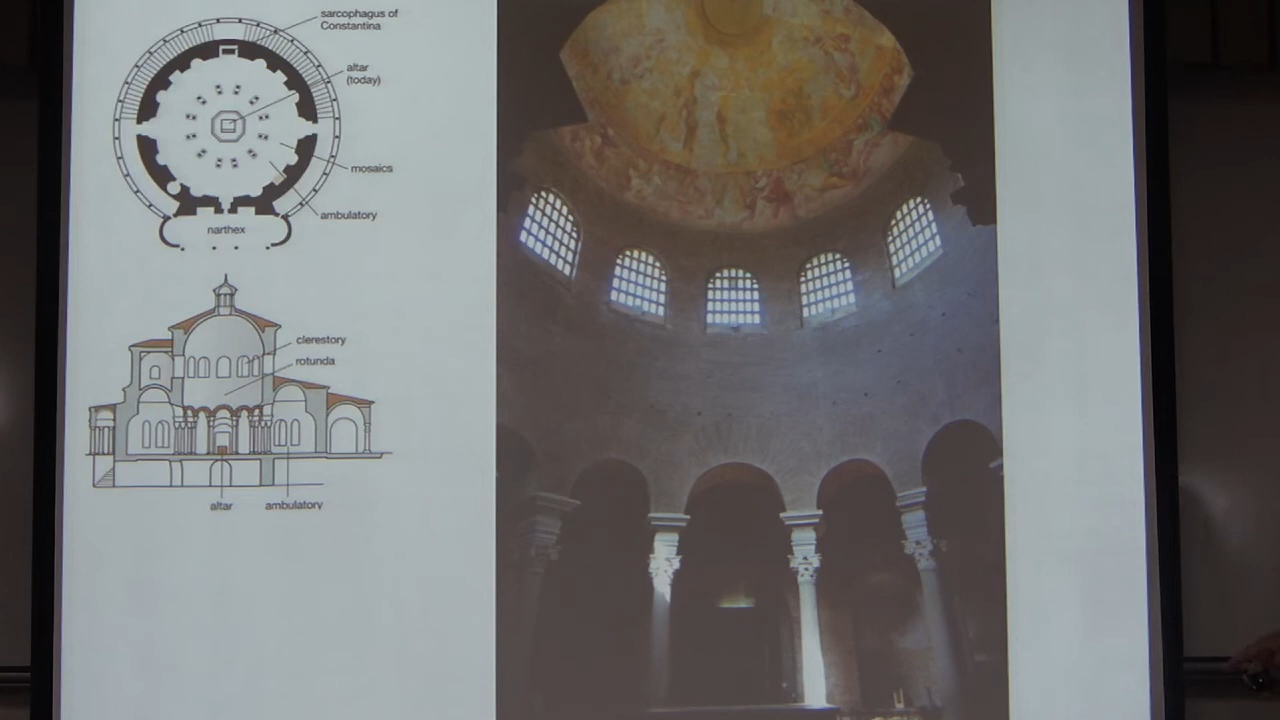 sarcophagus of
Constantina
altar
(today)
mosaics
ambulatory
narthex
clerestory
rotunda
altar
ambulatory